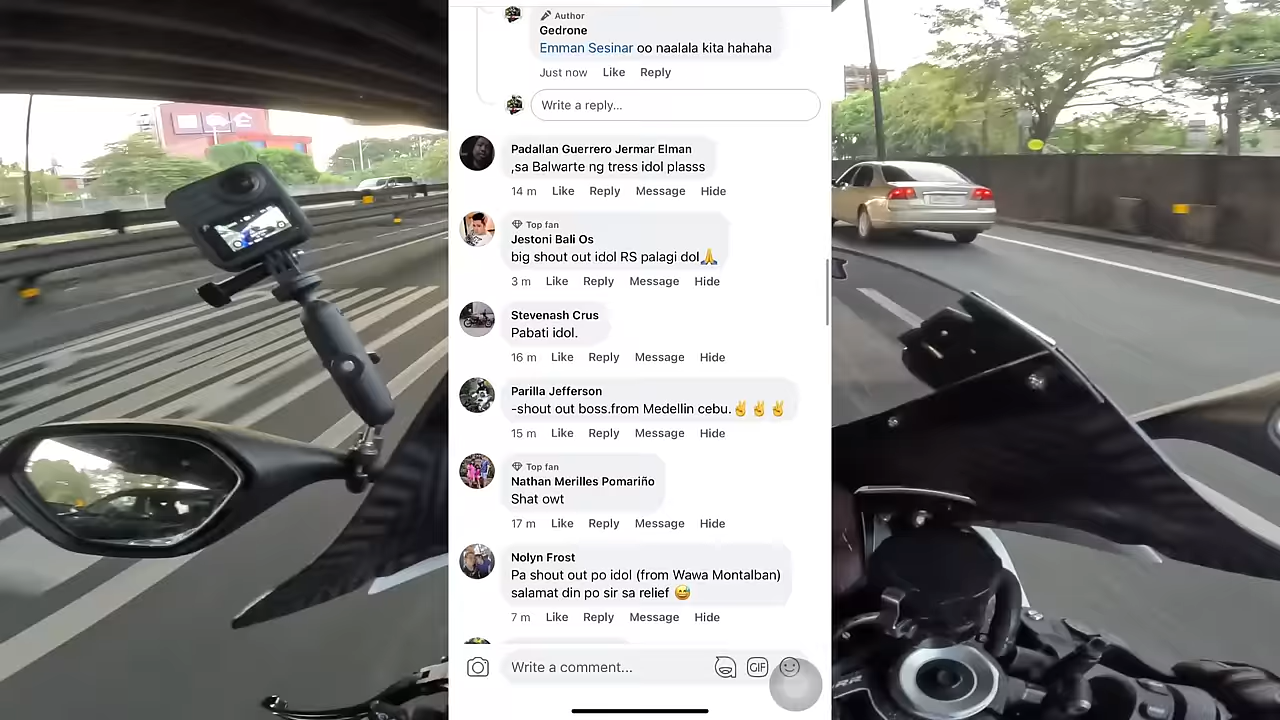 Author
Gedrone
Emman Sesinar oo naalala kita hahaha
Just now Like Reply
Write a reply...
Padallan Guerrero Jermar Elman
,sa Balwarte ng tress idol plasss
14 m Like Reply Message Hide
Top fan
Jestoni Bali Os
big shout out idol RS palagi dol🙏
3 m Like Reply Message Hide
Stevenash Crus
Pabati idol.
16 m Like Reply Message Hide
Parilla Jefferson
-shout out boss.from Medellin cebu.✌️✌️✌️
15 m Like Reply Message Hide
Top fan
Nathan Merilles Pomariño
Shat owt
17 m Like Reply Message Hide
Nolyn Frost
Pa shout out po idol (from Wawa Montalban)
salamat din po sir sa relief 😅
7 m Like Reply Message Hide
Write a comment...
GIF